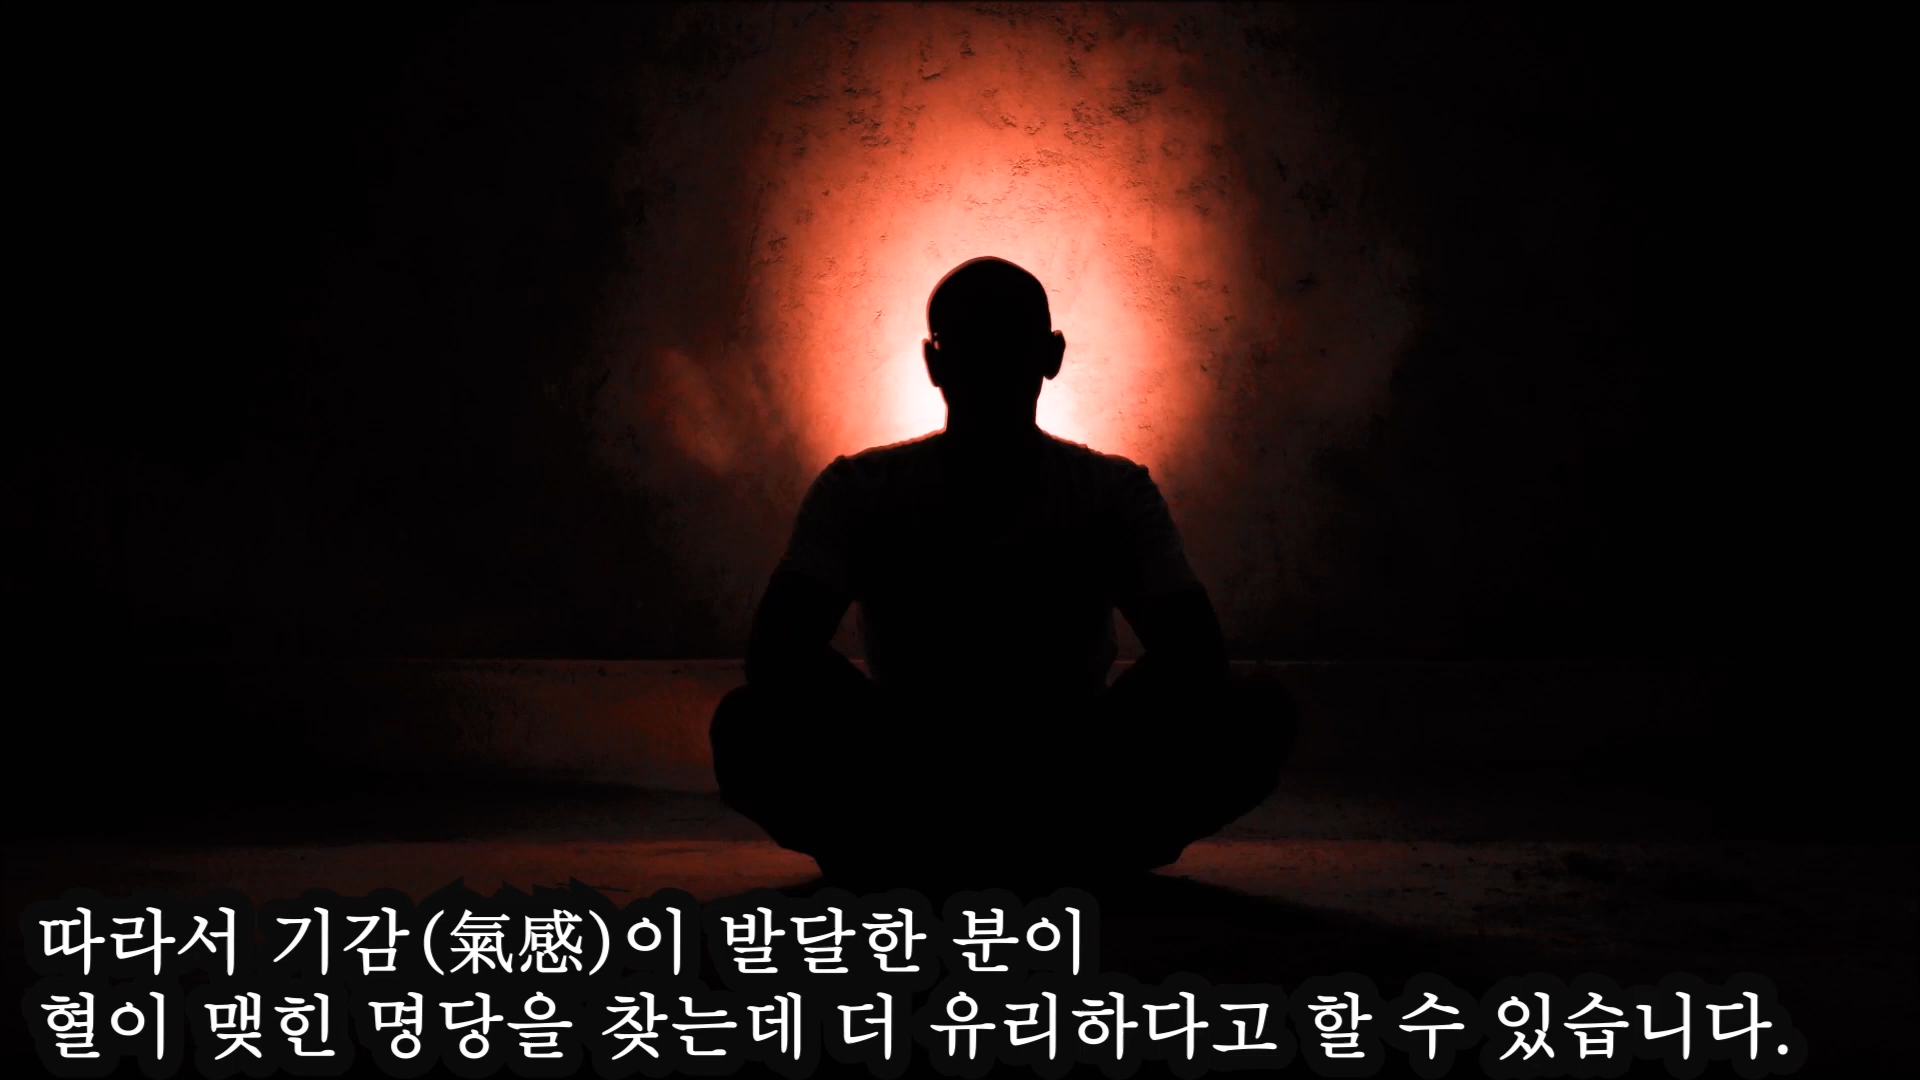 따라서 기감(氣感)이 발달한 분이
혈이 맺힌 명당을 찾는데 더 유리하다고 할 수 있습니다.